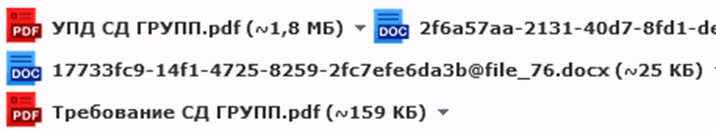 PDF УПД СД ГРУПП.pdf (~1,8 МБ) DOC 2f6a57aa-2131-40d7-8fd1-de
DOC 17733fc9-14f1-4725-8259-2fc7efe6da3b@file_76.docx (~25 КБ)
PDF Требование СД ГРУПП.pdf (~159 КБ)